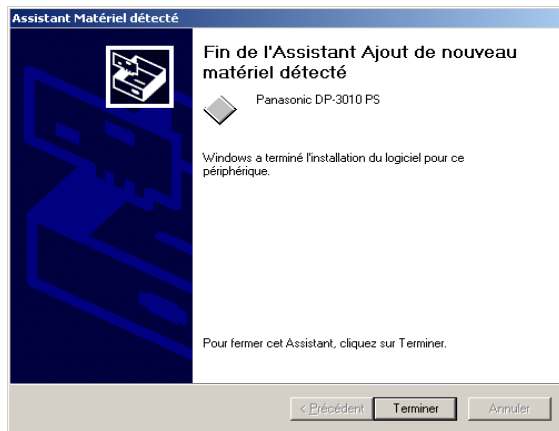 Assistant Matériel détecté
Fin de l'Assistant Ajout de nouveau
matériel détecté
Panasonic DP-3010 PS
Windows a terminé l'installation du logiciel pour ce
périphérique.
Pour fermer cet Assistant, cliquez sur Terminer.
< Précédent
Terminer
Annuler